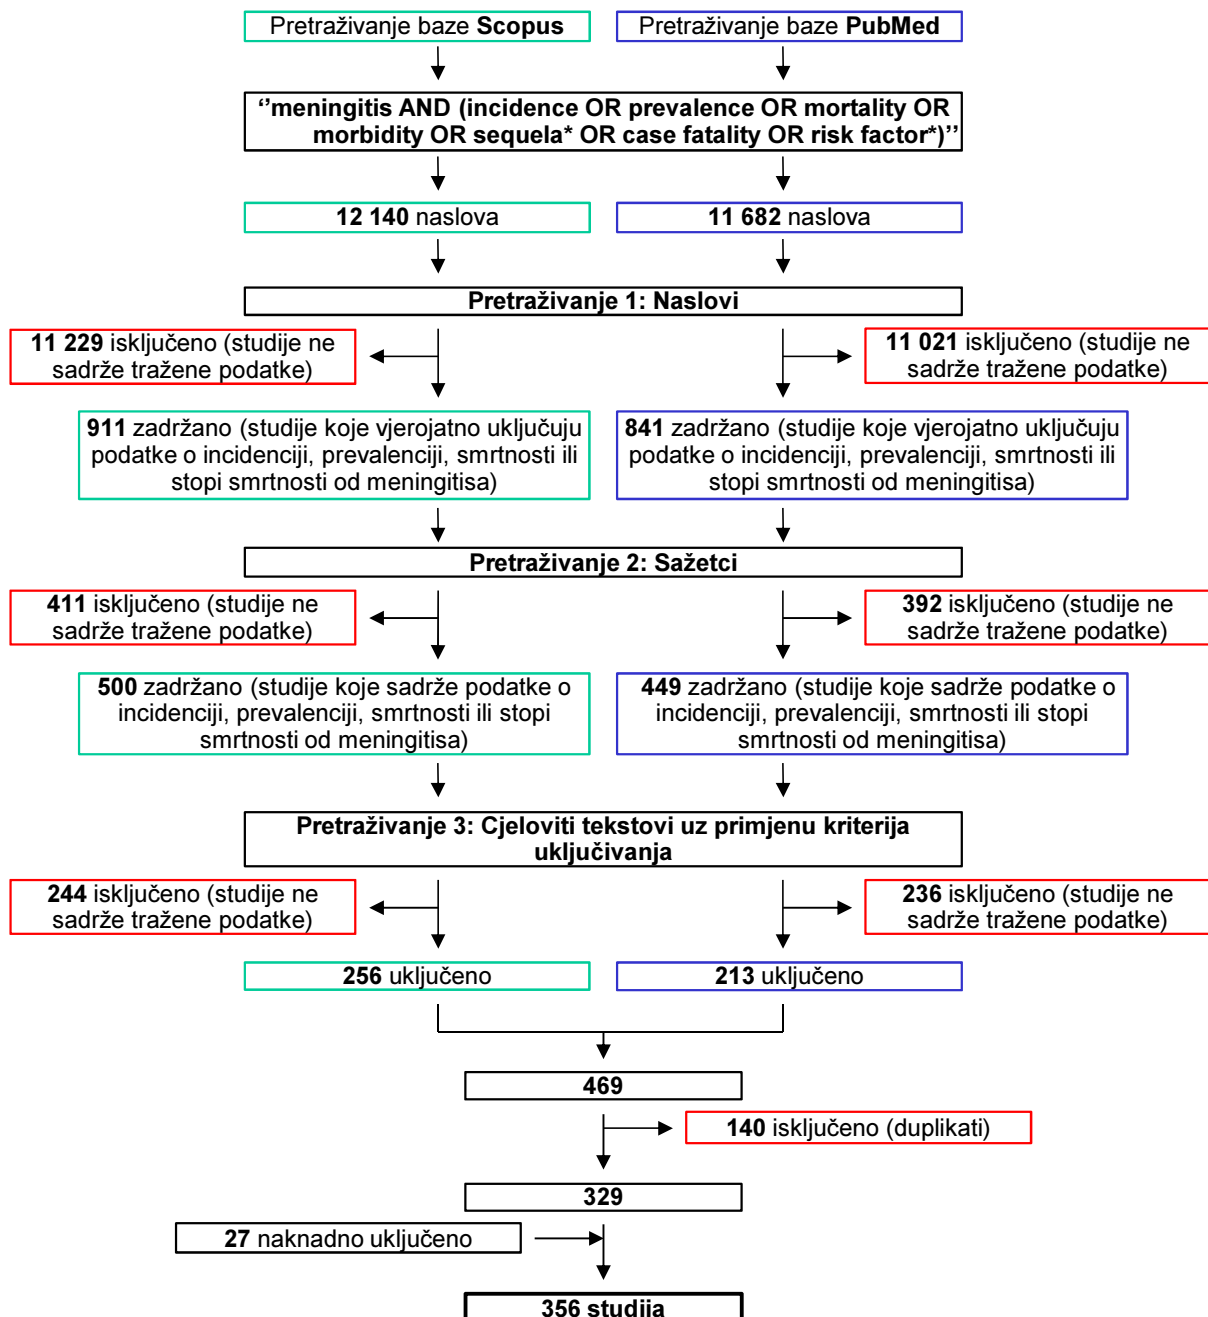 Pretraživanje baze Scopus
Pretraživanje baze PubMed
‘’meningitis AND (incidence OR prevalence OR mortality OR
morbidity OR sequela* OR case fatality OR risk factor*)’’
12 140 naslova
11 682 naslova
Pretraživanje 1: Naslovi
11 229 isključeno (studije ne
sadrže tražene podatke)
11 021 isključeno (studije ne
sadrže tražene podatke)
911 zadržano (studije koje vjerojatno uključuju
podatke o incidenciji, prevalenciji, smrtnosti ili
stopi smrtnosti od meningitisa)
841 zadržano (studije koje vjerojatno uključuju
podatke o incidenciji, prevalenciji, smrtnosti ili
stopi smrtnosti od meningitisa)
Pretraživanje 2: Sažetci
411 isključeno (studije ne
sadrže tražene podatke)
392 isključeno (studije ne
sadrže tražene podatke)
500 zadržano (studije koje sadrže podatke o
incidenciji, prevalenciji, smrtnosti ili stopi
smrtnosti od meningitisa)
449 zadržano (studije koje sadrže podatke o
incidenciji, prevalenciji, smrtnosti ili stopi
smrtnosti od meningitisa)
Pretraživanje 3: Cjeloviti tekstovi uz primjenu kriterija
uključivanja
244 isključeno (studije ne
sadrže tražene podatke)
236 isključeno (studije ne
sadrže tražene podatke)
256 uključeno
213 uključeno
469
140 isključeno (duplikati)
329
27 naknadno uključeno
356 studija